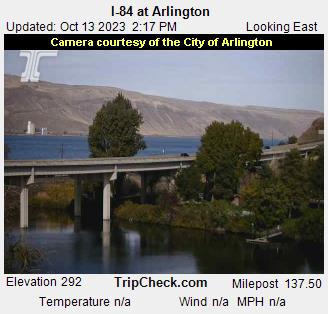 I-84 at Arlington
Updated: Oct 13 2023 2:17 PM Looking East
Camera courtesy of the City of Arlington
Elevation 292 TripCheck.com Milepost 137.50
Temperature n/a Wind n/a MPH n/a